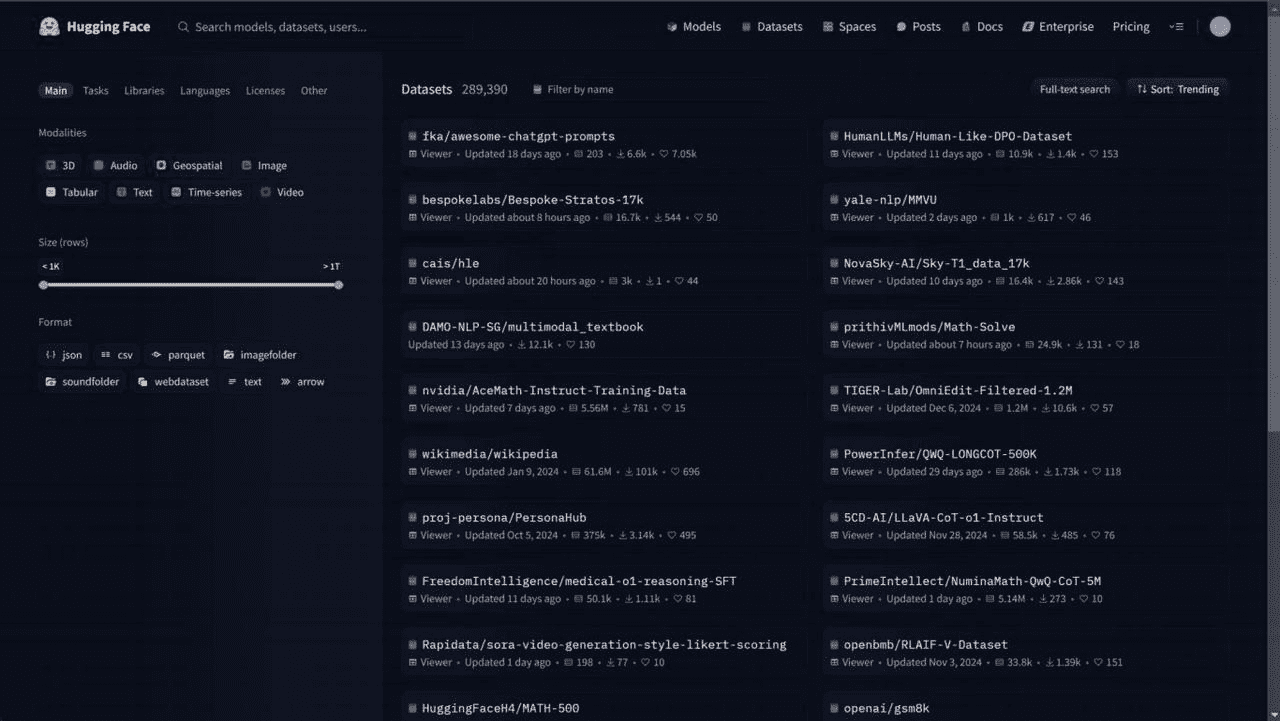 Hugging Face
Search models, datasets, users...
Models
Datasets
Spaces
Posts
Docs
Enterprise
Pricing
Main
Tasks
Libraries
Languages
Licenses
Other
Modalities
3D
Audio
Geospatial
Image
Tabular
Text
Time-series
Video
Size (rows)
< 1K
> 1T
Format
json
csv
parquet
imagefolder
soundfolder
webdataset
text
arrow
Datasets 289,390
Filter by name
Full-text search
Sort: Trending
fka/awesome-chatgpt-prompts
Viewer • Updated 18 days ago • 203 • 6.6k • 7.05k
HumanLLMs/Human-Like-DPO-Dataset
Viewer • Updated 11 days ago • 10.9k • 1.4k • 153
bespokelabs/Bespoke-Stratos-17k
Viewer • Updated about 8 hours ago • 16.7k • 544 • 50
yale-nlp/MMVU
Viewer • Updated 2 days ago • 1k • 617 • 46
cais/hle
Viewer • Updated about 20 hours ago • 3k • 1 • 44
NovaSky-AI/Sky-T1_data_17k
Viewer • Updated 10 days ago • 16.4k • 2.86k • 143
DAMO-NLP-SG/multimodal_textbook
Updated 13 days ago • 12.1k • 130
prithivMLmods/Math-Solve
Viewer • Updated about 7 hours ago • 24.9k • 131 • 18
nvidia/AceMath-Instruct-Training-Data
Viewer • Updated 7 days ago • 5.56M • 781 • 15
TIGER-Lab/OmniEdit-Filtered-1.2M
Viewer • Updated Dec 6, 2024 • 1.2M • 10.6k • 57
wikimedia/wikipedia
Viewer • Updated Jan 9, 2024 • 61.6M • 101k • 696
PowerInfer/QWQ-LONGCOT-500K
Viewer • Updated 29 days ago • 286k • 1.73k • 118
proj-persona/PersonaHub
Viewer • Updated Oct 5, 2024 • 375k • 3.14k • 495
5CD-AI/LLaVA-CoT-o1-Instruct
Viewer • Updated Nov 28, 2024 • 58.5k • 485 • 76
FreedomIntelligence/medical-o1-reasoning-SFT
Viewer • Updated 11 days ago • 50.1k • 1.11k • 81
PrimeIntellect/NuminaMath-QwQ-CoT-5M
Viewer • Updated 1 day ago • 5.14M • 273 • 10
Rapidata/sora-video-generation-style-likert-scoring
Viewer • Updated 1 day ago • 198 • 77 • 10
openbmb/RLAIF-V-Dataset
Viewer • Updated Nov 3, 2024 • 33.8k • 1.39k • 151
HuggingFaceH4/MATH-500
openai/gsm8k